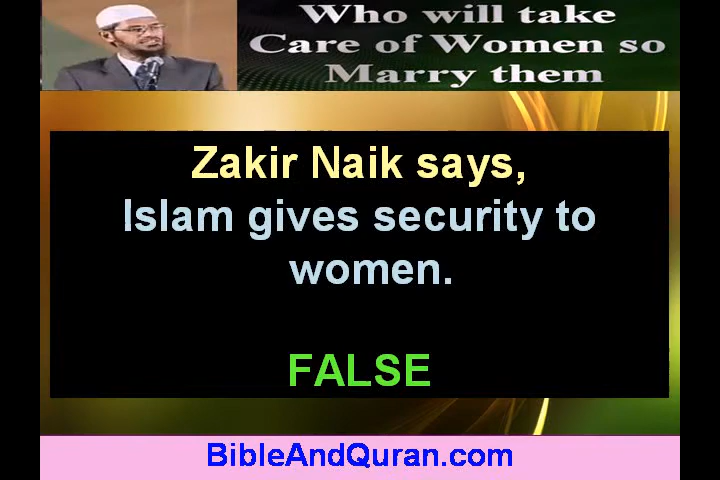 Who will take
Care of Women so
Marry them
Zakir Naik says,
Islam gives security to
women.
FALSE
BibleAndQuran.com